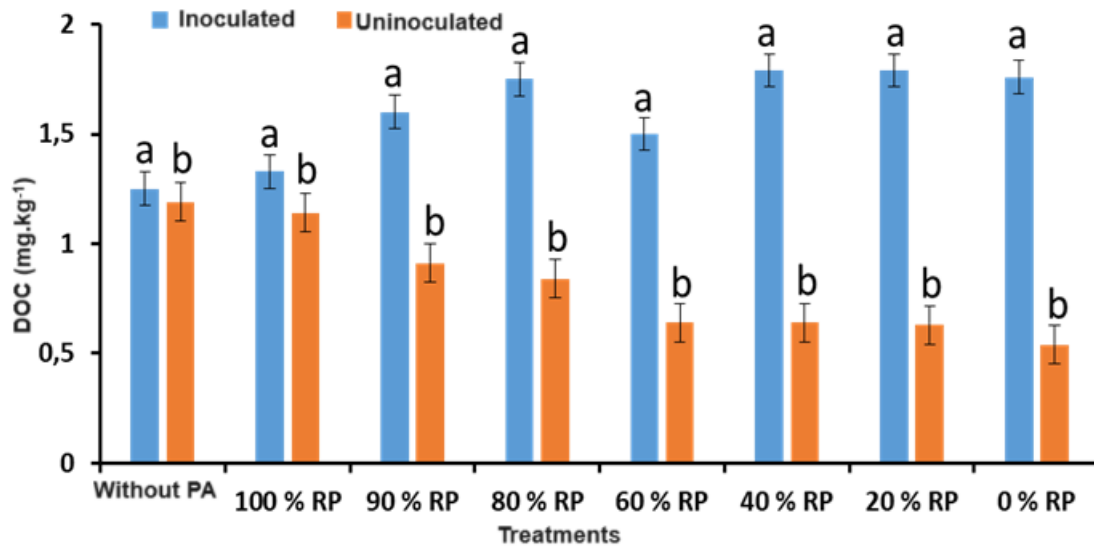 Inoculated Uninoculated
2
1,5
1
0,5
0
DOC (mg.kg⁻¹)
a b a b a b a b a b a b a b a b
Without PA 100 % RP 90 % RP 80 % RP 60 % RP 40 % RP 20 % RP 0 % RP
Treatments